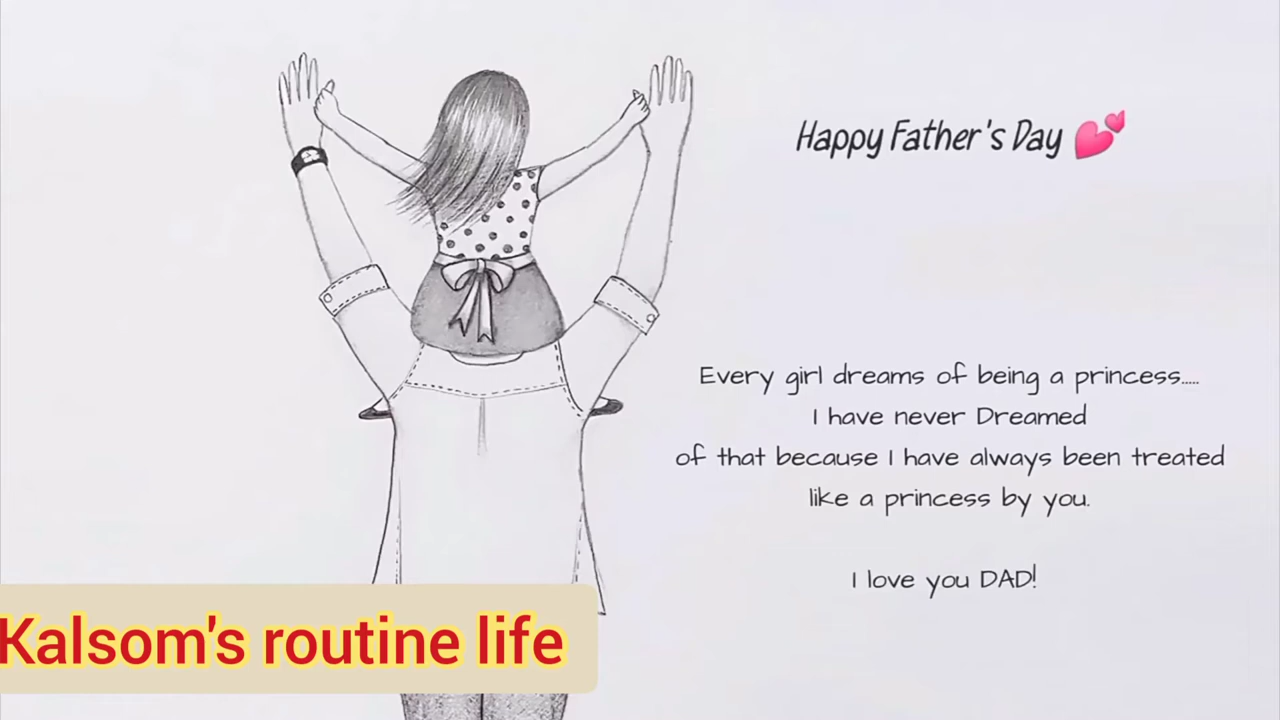 Happy Father's Day 💕
Every girl dreams of being a princess.....
I have never Dreamed
of that because I have always been treated
like a princess by you.
I love you DAD!
Kalsom's routine life